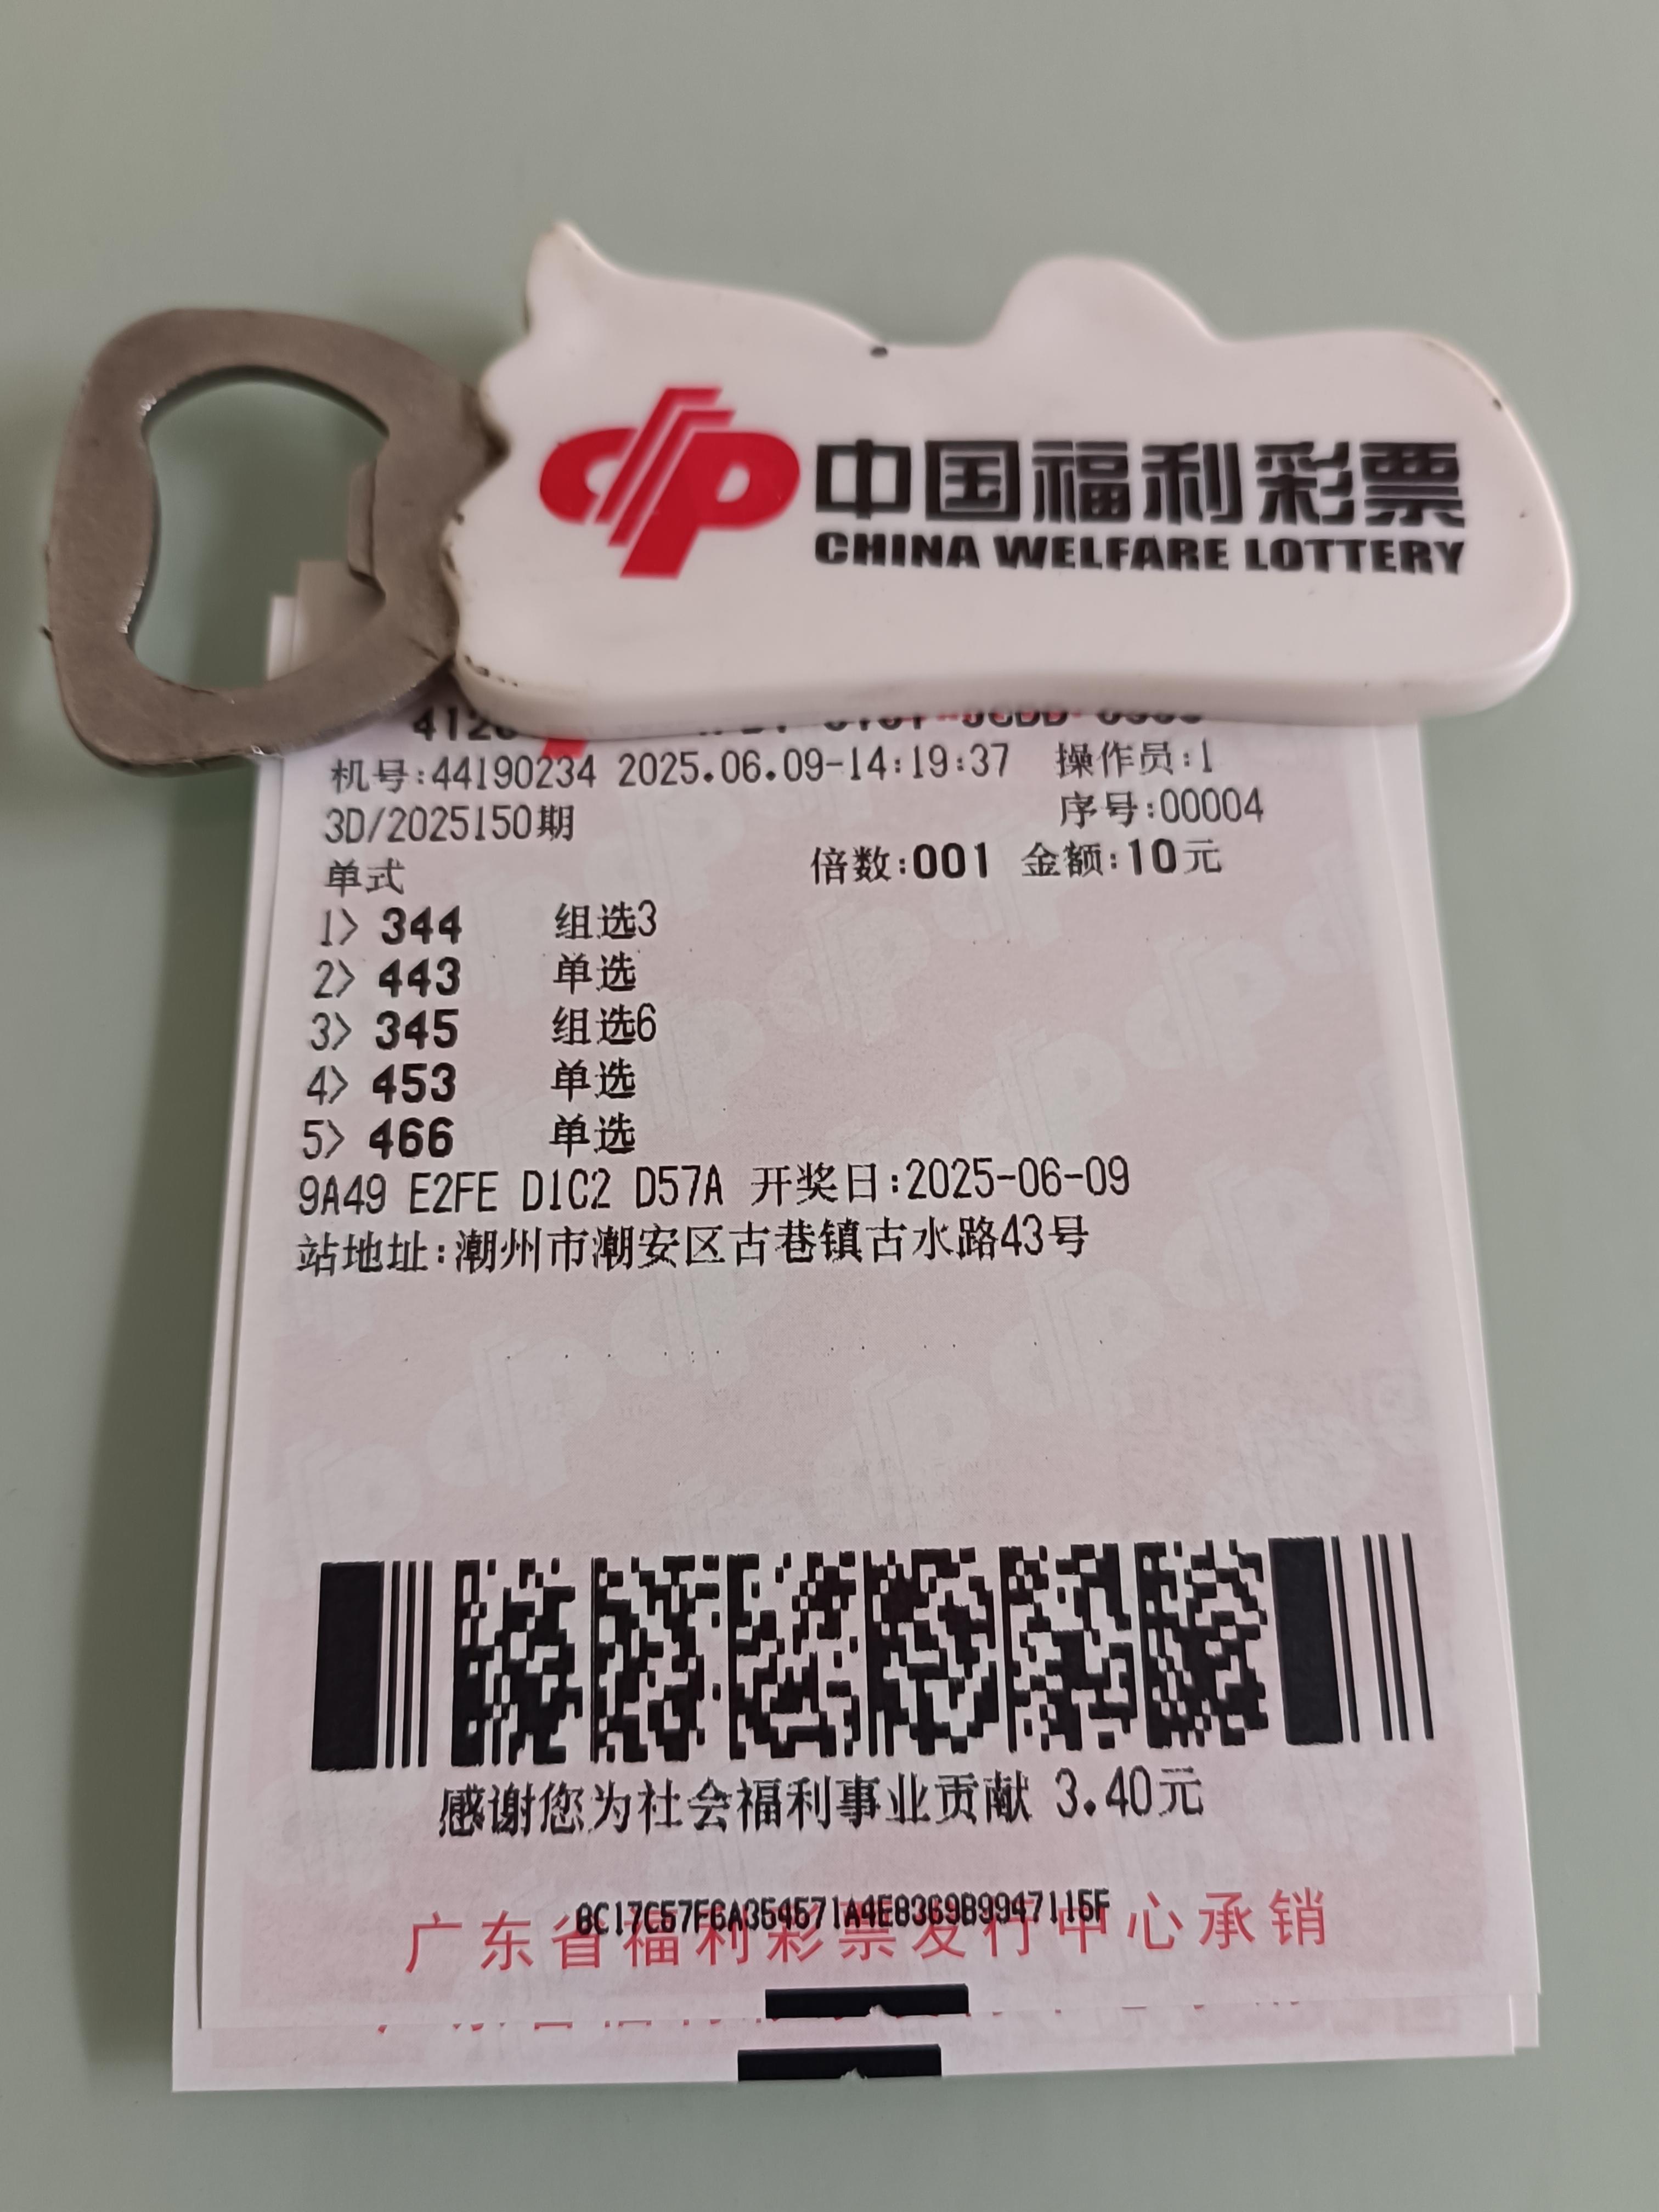 中国福利彩票
CHINA WELFARE LOTTERY
机号:44190234 2025.06.09-14:19:37 操作员:1
3D/2025150期 序号:00004
单式 倍数:001 金额:10元
1> 344 组选3
2> 443 单选
3> 345 组选6
4> 453 单选
5> 466 单选
9A49 E2FE D1C2 D57A 开奖日:2025-06-09
站地址:潮州市潮安区古巷镇古水路43号
感谢您为社会福利事业贡献 3.40元
广东省福利彩票发行中心承销